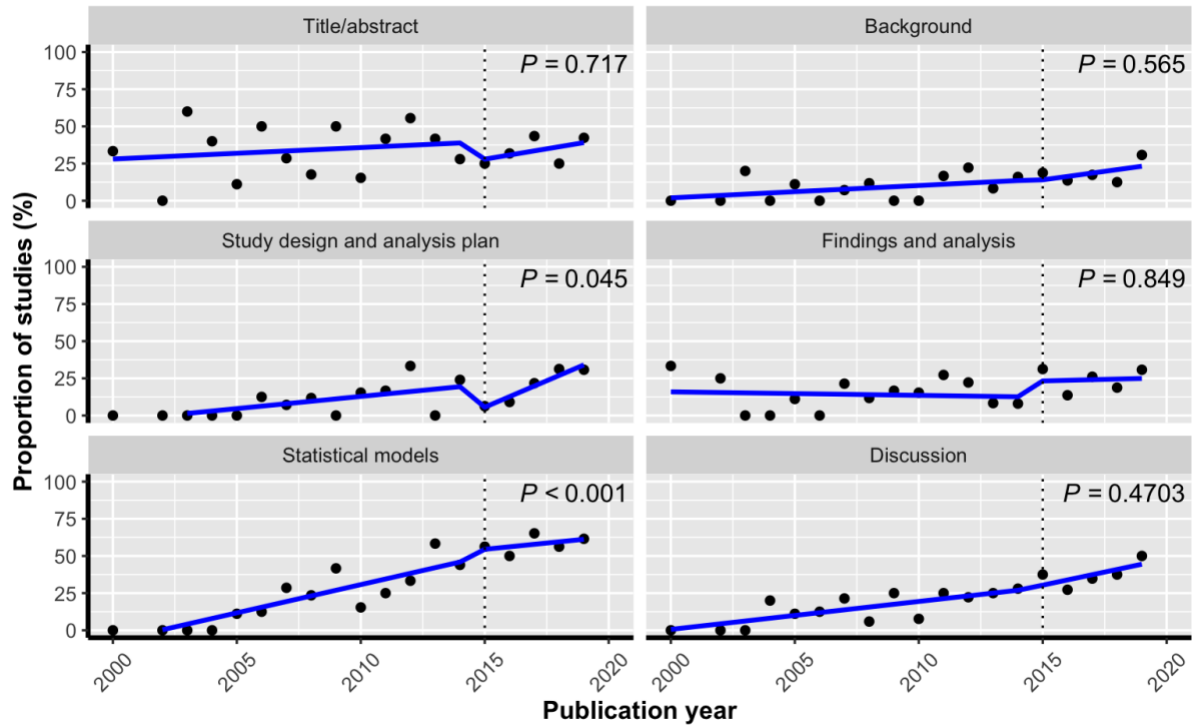 Title/abstract
Background
P = 0.717
P = 0.565
100
75
50
25
0
Study design and analysis plan
Findings and analysis
P = 0.045
P = 0.849
100
75
50
25
0
Statistical models
Discussion
P < 0.001
P = 0.4703
100
75
50
25
0
Proportion of studies (%)
2000 2005 2010 2015 2020
2000 2005 2010 2015 2020
Publication year